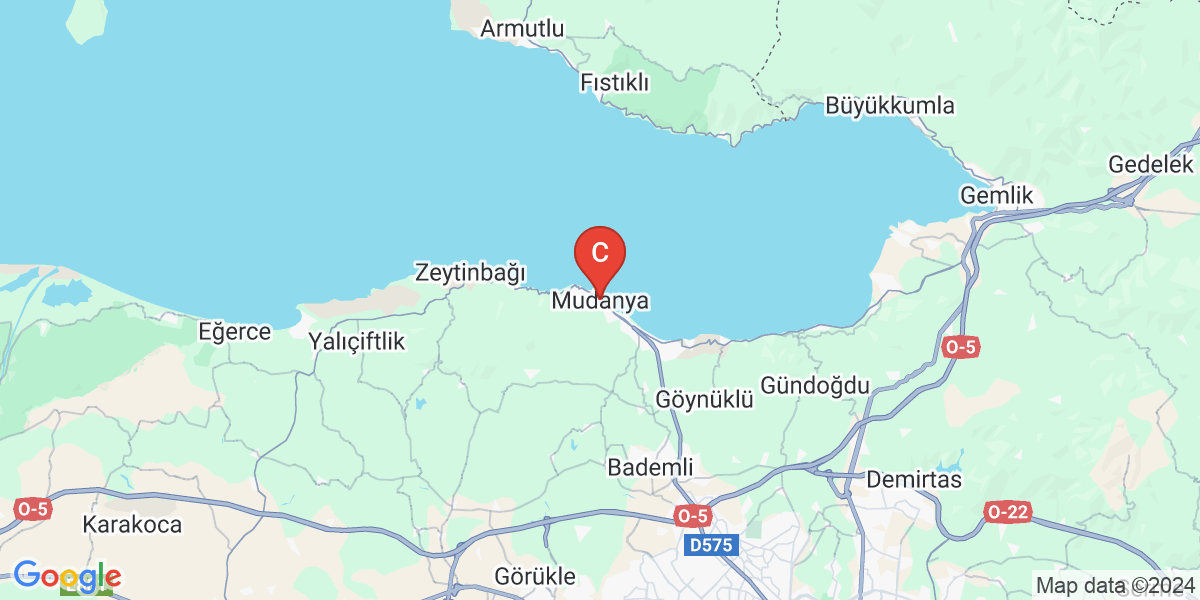 Armutlu
Fıstıklı
Büyükkumla
Gedelek
Gemlik
C
Zeytinbağı
Mudanya
Eğerce
Yalıçiftlik
O-5
Gündoğdu
Göynüklü
Bademli
Demirtas
O-5
Karakoca
O-5
O-22
D575
Görükle
Google
Map data ©2024